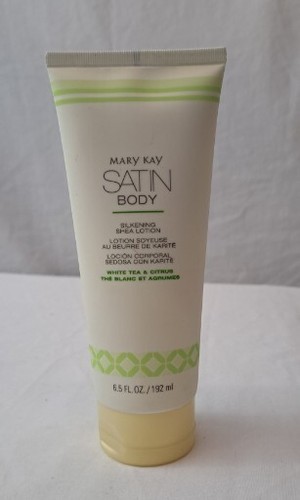 MARY KAY
SATIN
BODY
SILKENING
SHEA LOTION
LOTION SOYEUSE
AU BEURRE DE KARITÉ
LOCIÓN CORPORAL
SEDOSA CON KARITÉ
WHITE TEA & CITRUS
THÉ BLANC ET AGRUMES
6.5 FL. OZ. / 192 ml